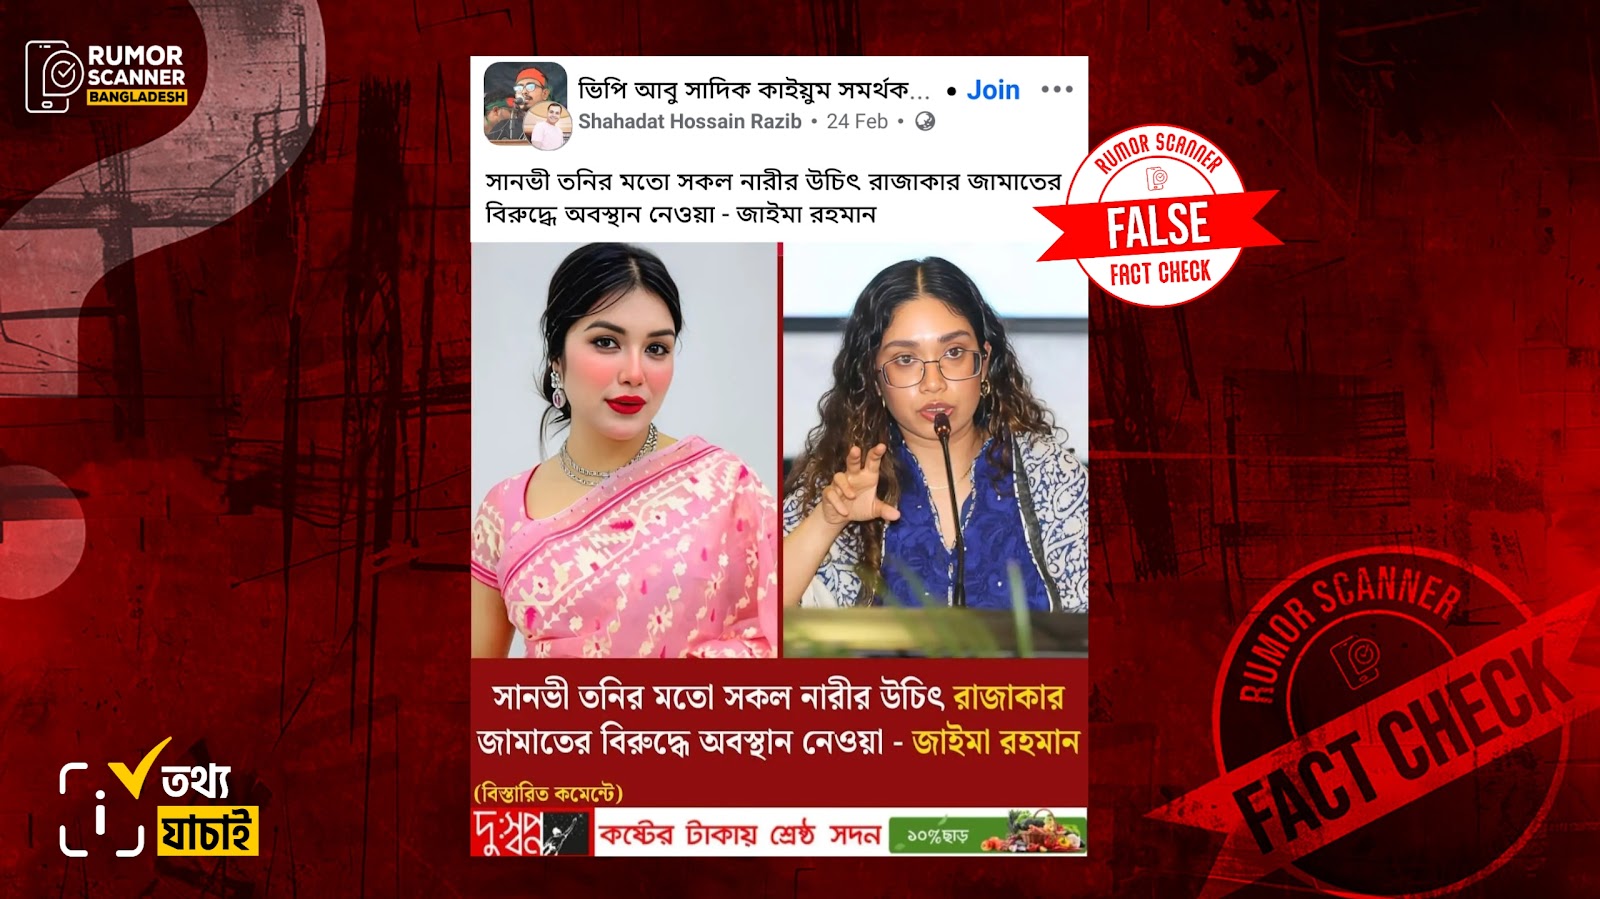 RUMOR
SCANNER
BANGLADESH
ভিপি আবু সাদিক কাইয়ুম সমর্থক... • Join
Shahadat Hossain Razib • 24 Feb •
সানভী তনির মতো সকল নারীর উচিৎ রাজাকার জামাতের
বিরুদ্ধে অবস্থান নেওয়া - জাইমা রহমান
RUMOR SCANNER
FALSE
FACT CHECK
সানভী তনির মতো সকল নারীর উচিৎ রাজাকার
জামাতের বিরুদ্ধে অবস্থান নেওয়া - জাইমা রহমান
(বিস্তারিত কমেন্টে)
দুঃস্বপ্ন
কষ্টের টাকায় শ্রেষ্ঠ সদন
১০%ছাড়
তথ্য
যাচাই
RUMOR SCANNER
FACT CHECK